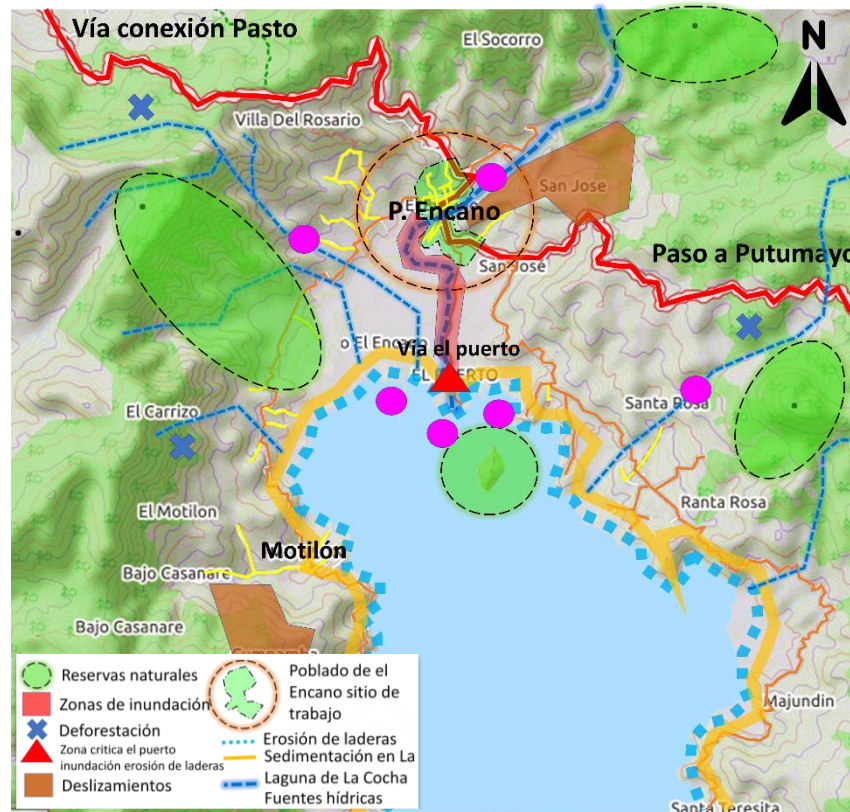 Vía conexión Pasto
El Socorro
N
Villa Del Rosario
San Jose
P. Encano
San José
Paso a Putumayo
o El Encano
Vía el puerto
EL PUERTO
El Carrizo
Santa Rosa
El Motilon
Ranta Rosa
Motilón
Bajo Casanare
Bajo Casanare
Majundin
Santa Teresita
Reservas naturales
Zonas de inundación
Deforestación
Zona critica el puerto
inundación erosión de laderas
Deslizamientos
Poblado de el
Encano sitio de
trabajo
Erosión de laderas
Sedimentación en La
Laguna de La Cocha
Fuentes hídricas